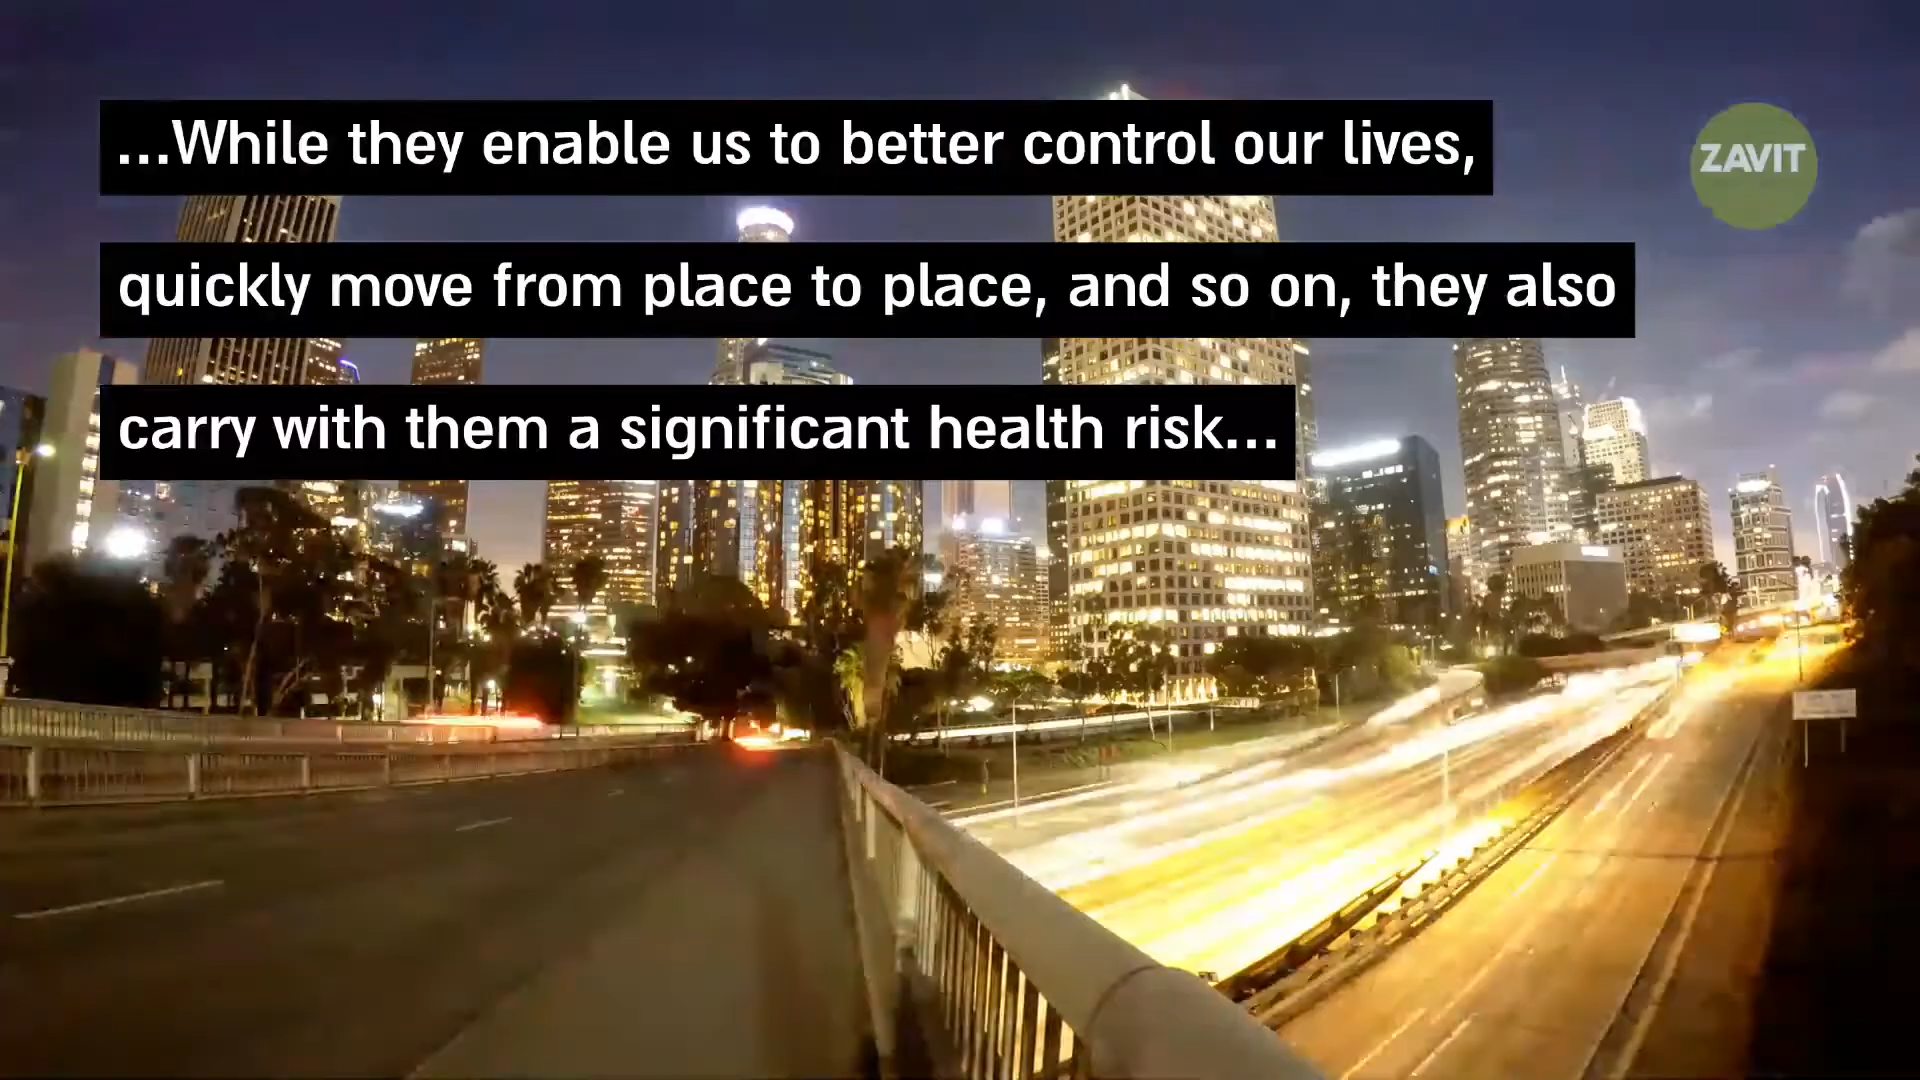 ...While they enable us to better control our lives,
ZAVIT
quickly move from place to place, and so on, they also
carry with them a significant health risk...